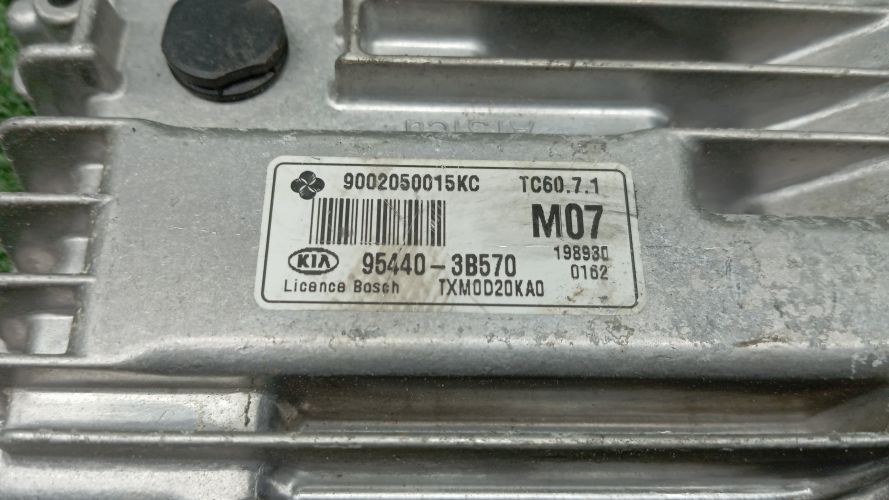 9002050015KC TC60.7.1
M07
KIA 95440-3B570 198930
0162
Licence Bosch TXM0D20KA0